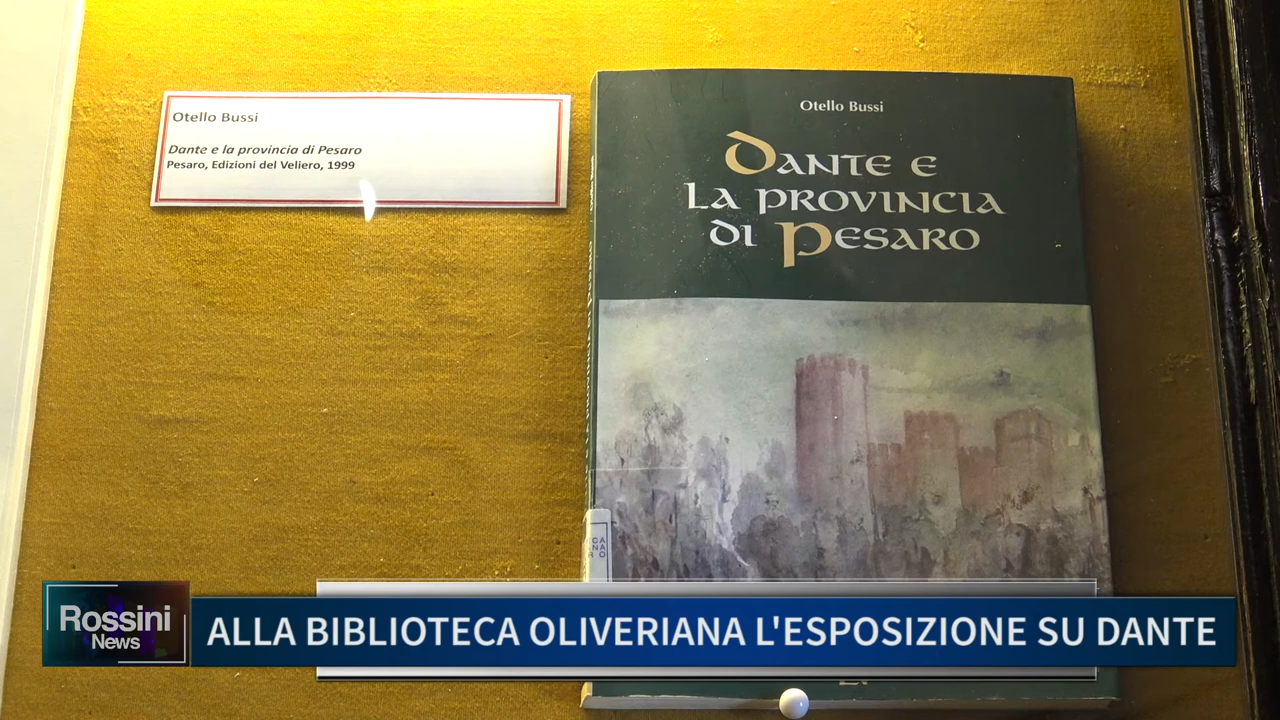 Otello Bussi
Dante e la provincia di Pesaro
Pesaro, Edizioni del Veliero, 1999
Otello Bussi
DANTE E
LA PROVINCIA
DI PESARO
Rossini
News
ALLA BIBLIOTECA OLIVERIANA L'ESPOSIZIONE SU DANTE